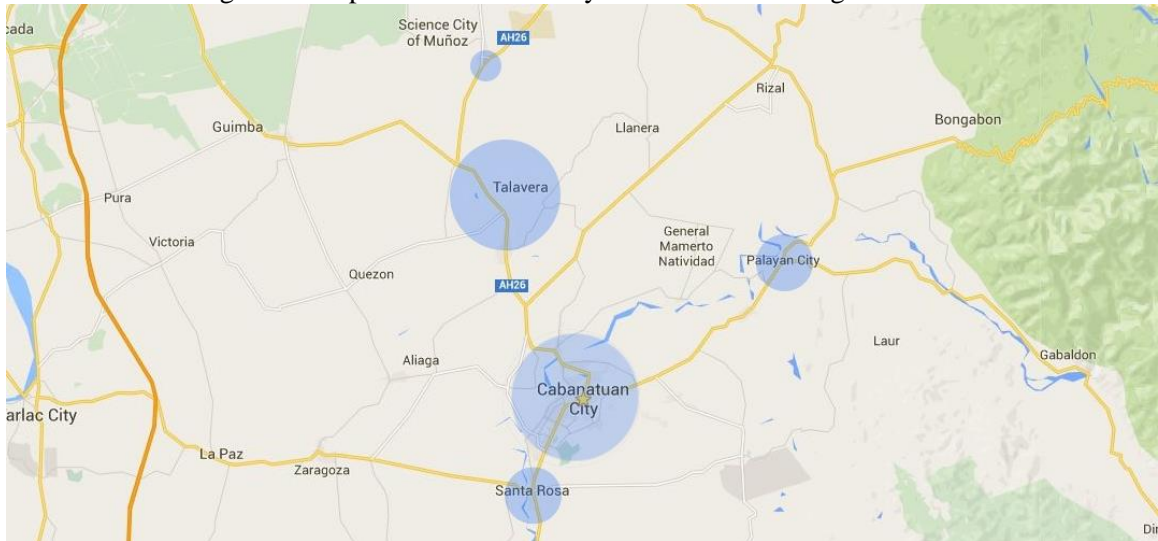 Science City
of Muñoz
AH26
cada
Rizal
Guimba
Llanera
Bongabon
Talavera
Pura
General
Mamerto
Natividad
Victoria
Quezon
Palayan City
AH26
Laur
Aliaga
Gabaldon
Cabanatuan
City
arlac City
La Paz
Zaragoza
Santa Rosa
Din